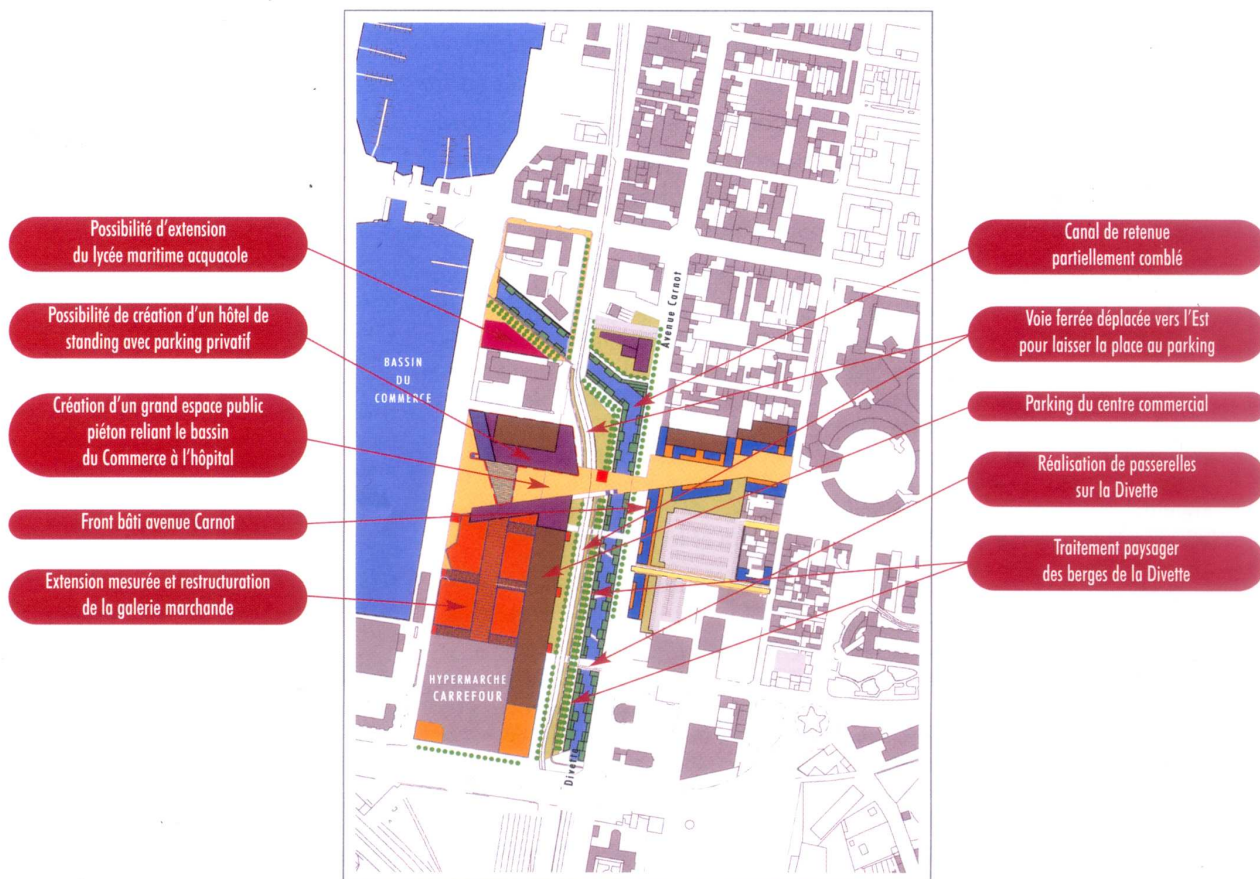 Possibilité d'extension
du lycée maritime acquacole
Possibilité de création d'un hôtel de
standing avec parking privatif
Création d'un grand espace public
piéton reliant le bassin
du Commerce à l'hôpital
Front bâti avenue Carnot
Extension mesurée et restructuration
de la galerie marchande
BASSIN
DU
COMMERCE
Avenue Carnot
HYPERMARCHE
CARREFOUR
Divette
Canal de retenue
partiellement comblé
Voie ferrée déplacée vers l'Est
pour laisser la place au parking
Parking du centre commercial
Réalisation de passerelles
sur la Divette
Traitement paysager
des berges de la Divette